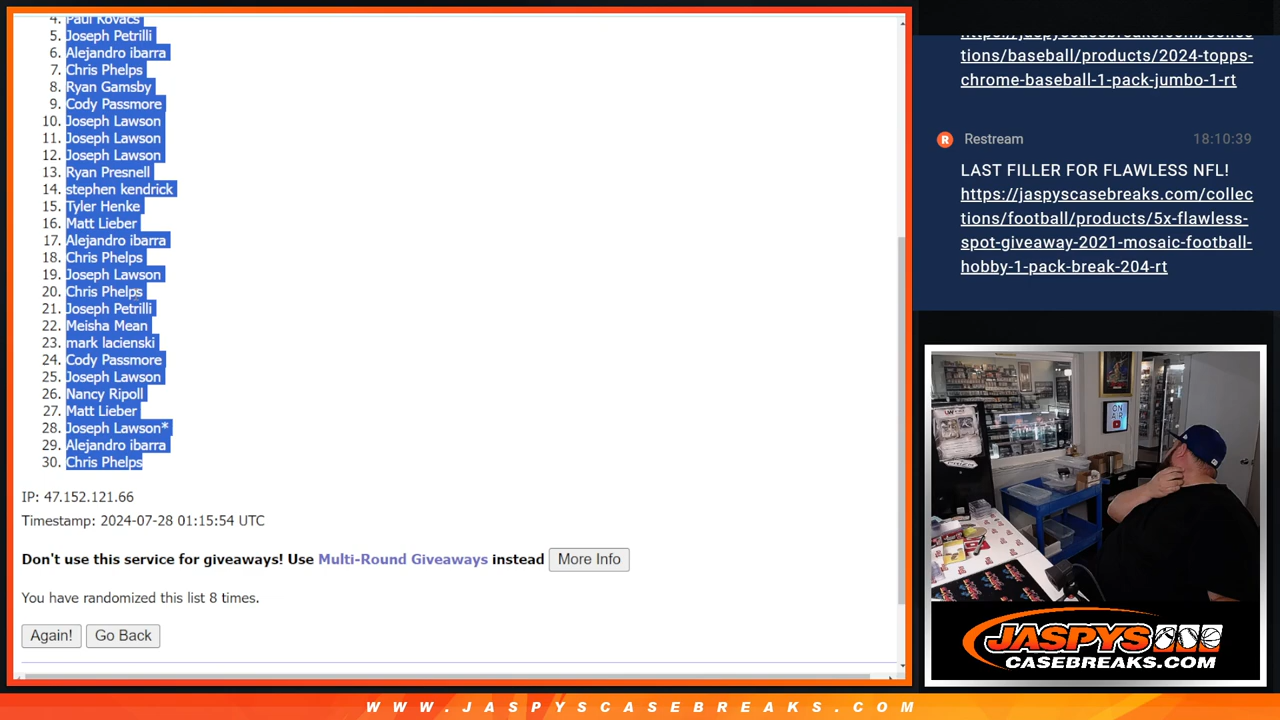 4. Paul Kovacs
5. Joseph Petrilli
6. Alejandro ibarra
7. Chris Phelps
8. Ryan Gamsby
9. Cody Passmore
10. Joseph Lawson
11. Joseph Lawson
12. Joseph Lawson
13. Ryan Presnell
14. stephen kendrick
15. Tyler Henke
16. Matt Lieber
17. Alejandro ibarra
18. Chris Phelps
19. Joseph Lawson
20. Chris Phelps
21. Joseph Petrilli
22. Meisha Mean
23. mark lacienski
24. Cody Passmore
25. Joseph Lawson
26. Nancy Ripoll
27. Matt Lieber
28. Joseph Lawson*
29. Alejandro ibarra
30. Chris Phelps
IP: 47.152.121.66
Timestamp: 2024-07-28 01:15:54 UTC
Don't use this service for giveaways! Use Multi-Round Giveaways instead More Info
You have randomized this list 8 times.
Again! Go Back
https://jaspyscasebreaks.com/collec
tions/baseball/products/2024-topps-
chrome-baseball-1-pack-jumbo-1-rt
R Restream 18:10:39
LAST FILLER FOR FLAWLESS NFL!
https://jaspyscasebreaks.com/collec
tions/football/products/5x-flawless-
spot-giveaway-2021-mosaic-football-
hobby-1-pack-break-204-rt
ON
AIR
JASPYS
CASEBREAKS.COM
WWW.JASPYSCASEBREAKS.COM